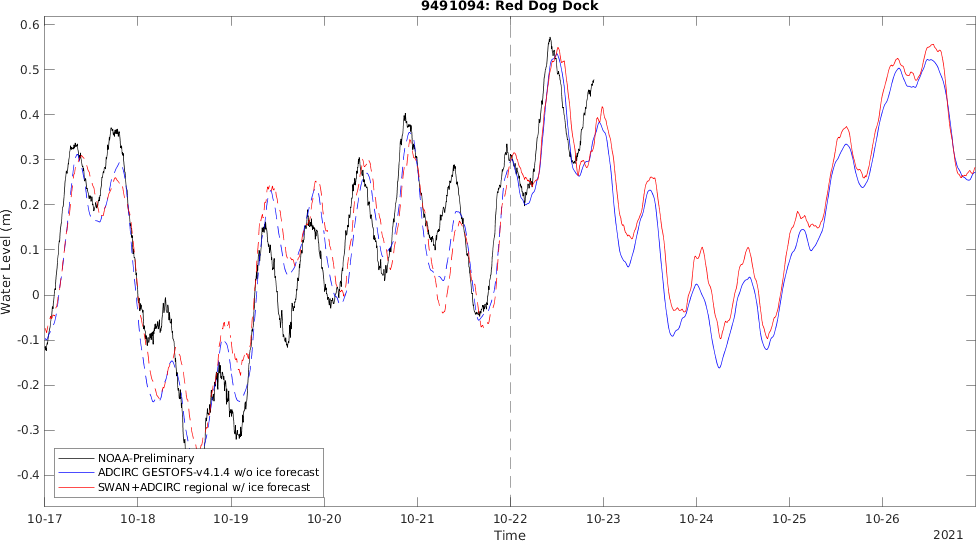 9491094: Red Dog Dock
0.6
0.5
0.4
0.3
0.2
0.1
0
-0.1
-0.2
-0.3
-0.4
Water Level (m)
NOAA-Preliminary
ADCIRC GESTOFS-v4.1.4 w/o ice forecast
SWAN+ADCIRC regional w/ ice forecast
10-17 10-18 10-19 10-20 10-21 10-22 10-23 10-24 10-25 10-26
Time
2021